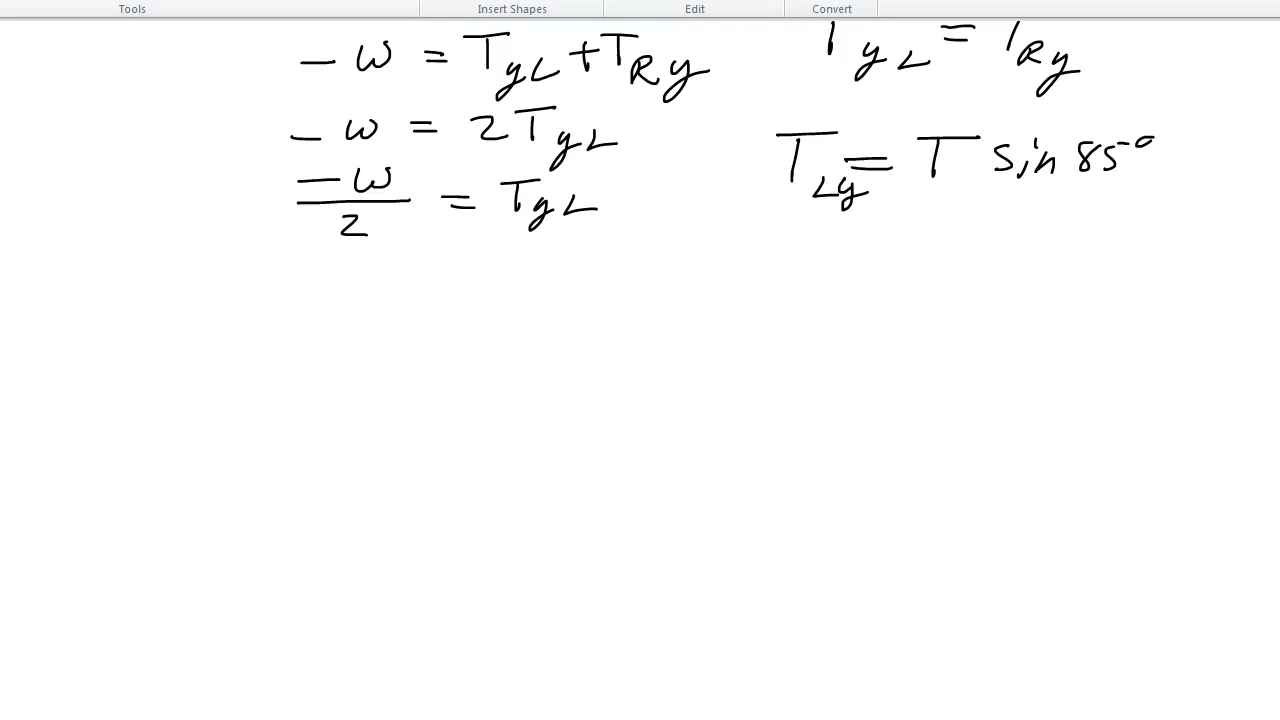 Tools Insert Shapes Edit Convert
-w = TyL + TRy
TyL = TRy
-w = 2TyL
TLy = T sin 85°
-w/2 = TyL